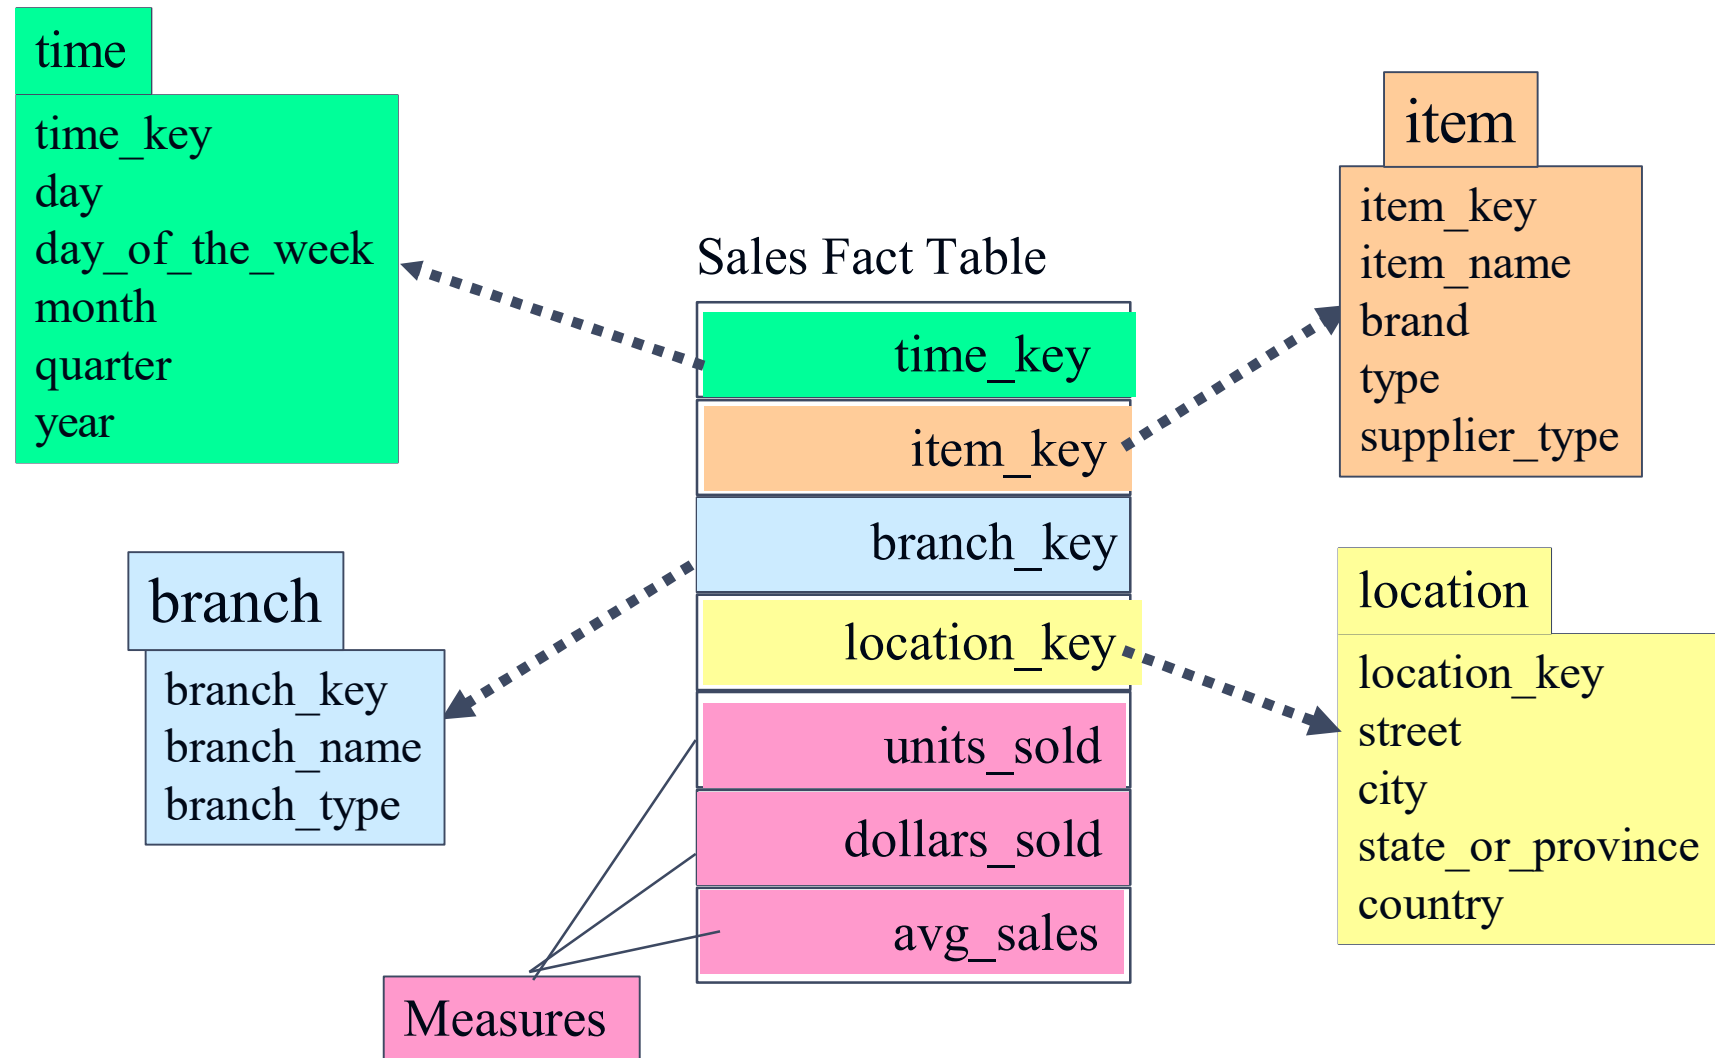 time
time_key
day
day_of_the_week
month
quarter
year
item
item_key
item_name
brand
type
supplier_type
Sales Fact Table
time_key
item_key
branch_key
location_key
units_sold
dollars_sold
avg_sales
branch
branch_key
branch_name
branch_type
location
location_key
street
city
state_or_province
country
Measures